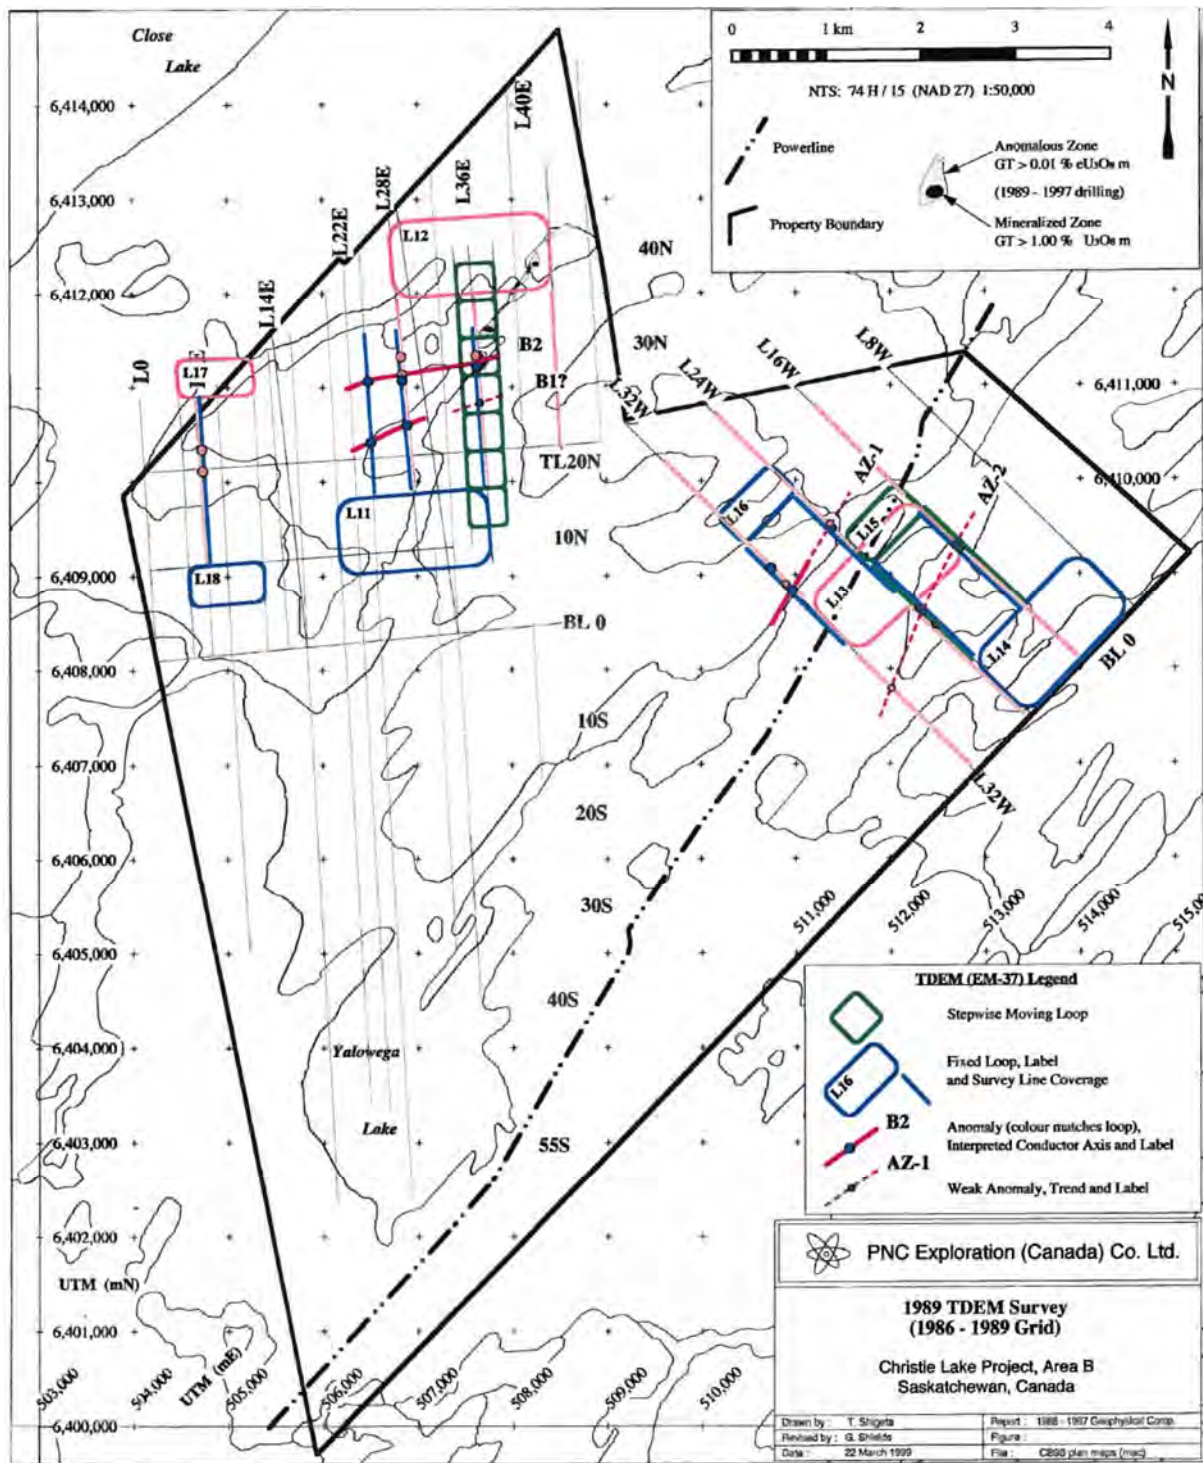 Close
Lake
0
1 km
2
3
4
NTS: 74 H / 15 (NAD 27) 1:50,000
N
Powerline
Property Boundary
Anomalous Zone
GT > 0.01 % eU₃O₈ m
(1989 - 1997 drilling)
Mineralized Zone
GT > 1.00 % U₃O₈ m
6,414,000
6,413,000
6,412,000
6,411,000
6,410,000
6,409,000
6,408,000
6,407,000
6,406,000
6,405,000
6,404,000
6,403,000
6,402,000
UTM (mN)
6,401,000
6,400,000
L0
L14E
L22E
L28E
L36E
L40E
L12
L17
L18
L11
B2
B1?
TL20N
40N
30N
10N
BL 0
10S
20S
30S
40S
55S
L32W
L24W
L16W
L8W
AZ-1
AZ-2
L16
L15
L13
L14
BL 0
L32W
Yalowega
Lake
UTM (mE)
503,000
504,000
505,000
506,000
507,000
508,000
509,000
510,000
511,000
512,000
513,000
514,000
TDEM (EM-37) Legend
Stepwise Moving Loop
L16
Fixed Loop, Label
and Survey Line Coverage
B2
Anomaly (colour matches loop),
Interpreted Conductor Axis and Label
AZ-1
Weak Anomaly, Trend and Label
PNC Exploration (Canada) Co. Ltd.
1989 TDEM Survey
(1986 - 1989 Grid)
Christie Lake Project, Area B
Saskatchewan, Canada
Drawn by : T. Shigeta
Report : 1986 - 1997 Geophysical Comp.
Revised by : G. Shields
Figure :
Date : 22 March 1999
File : CB98 plan maps (mac)